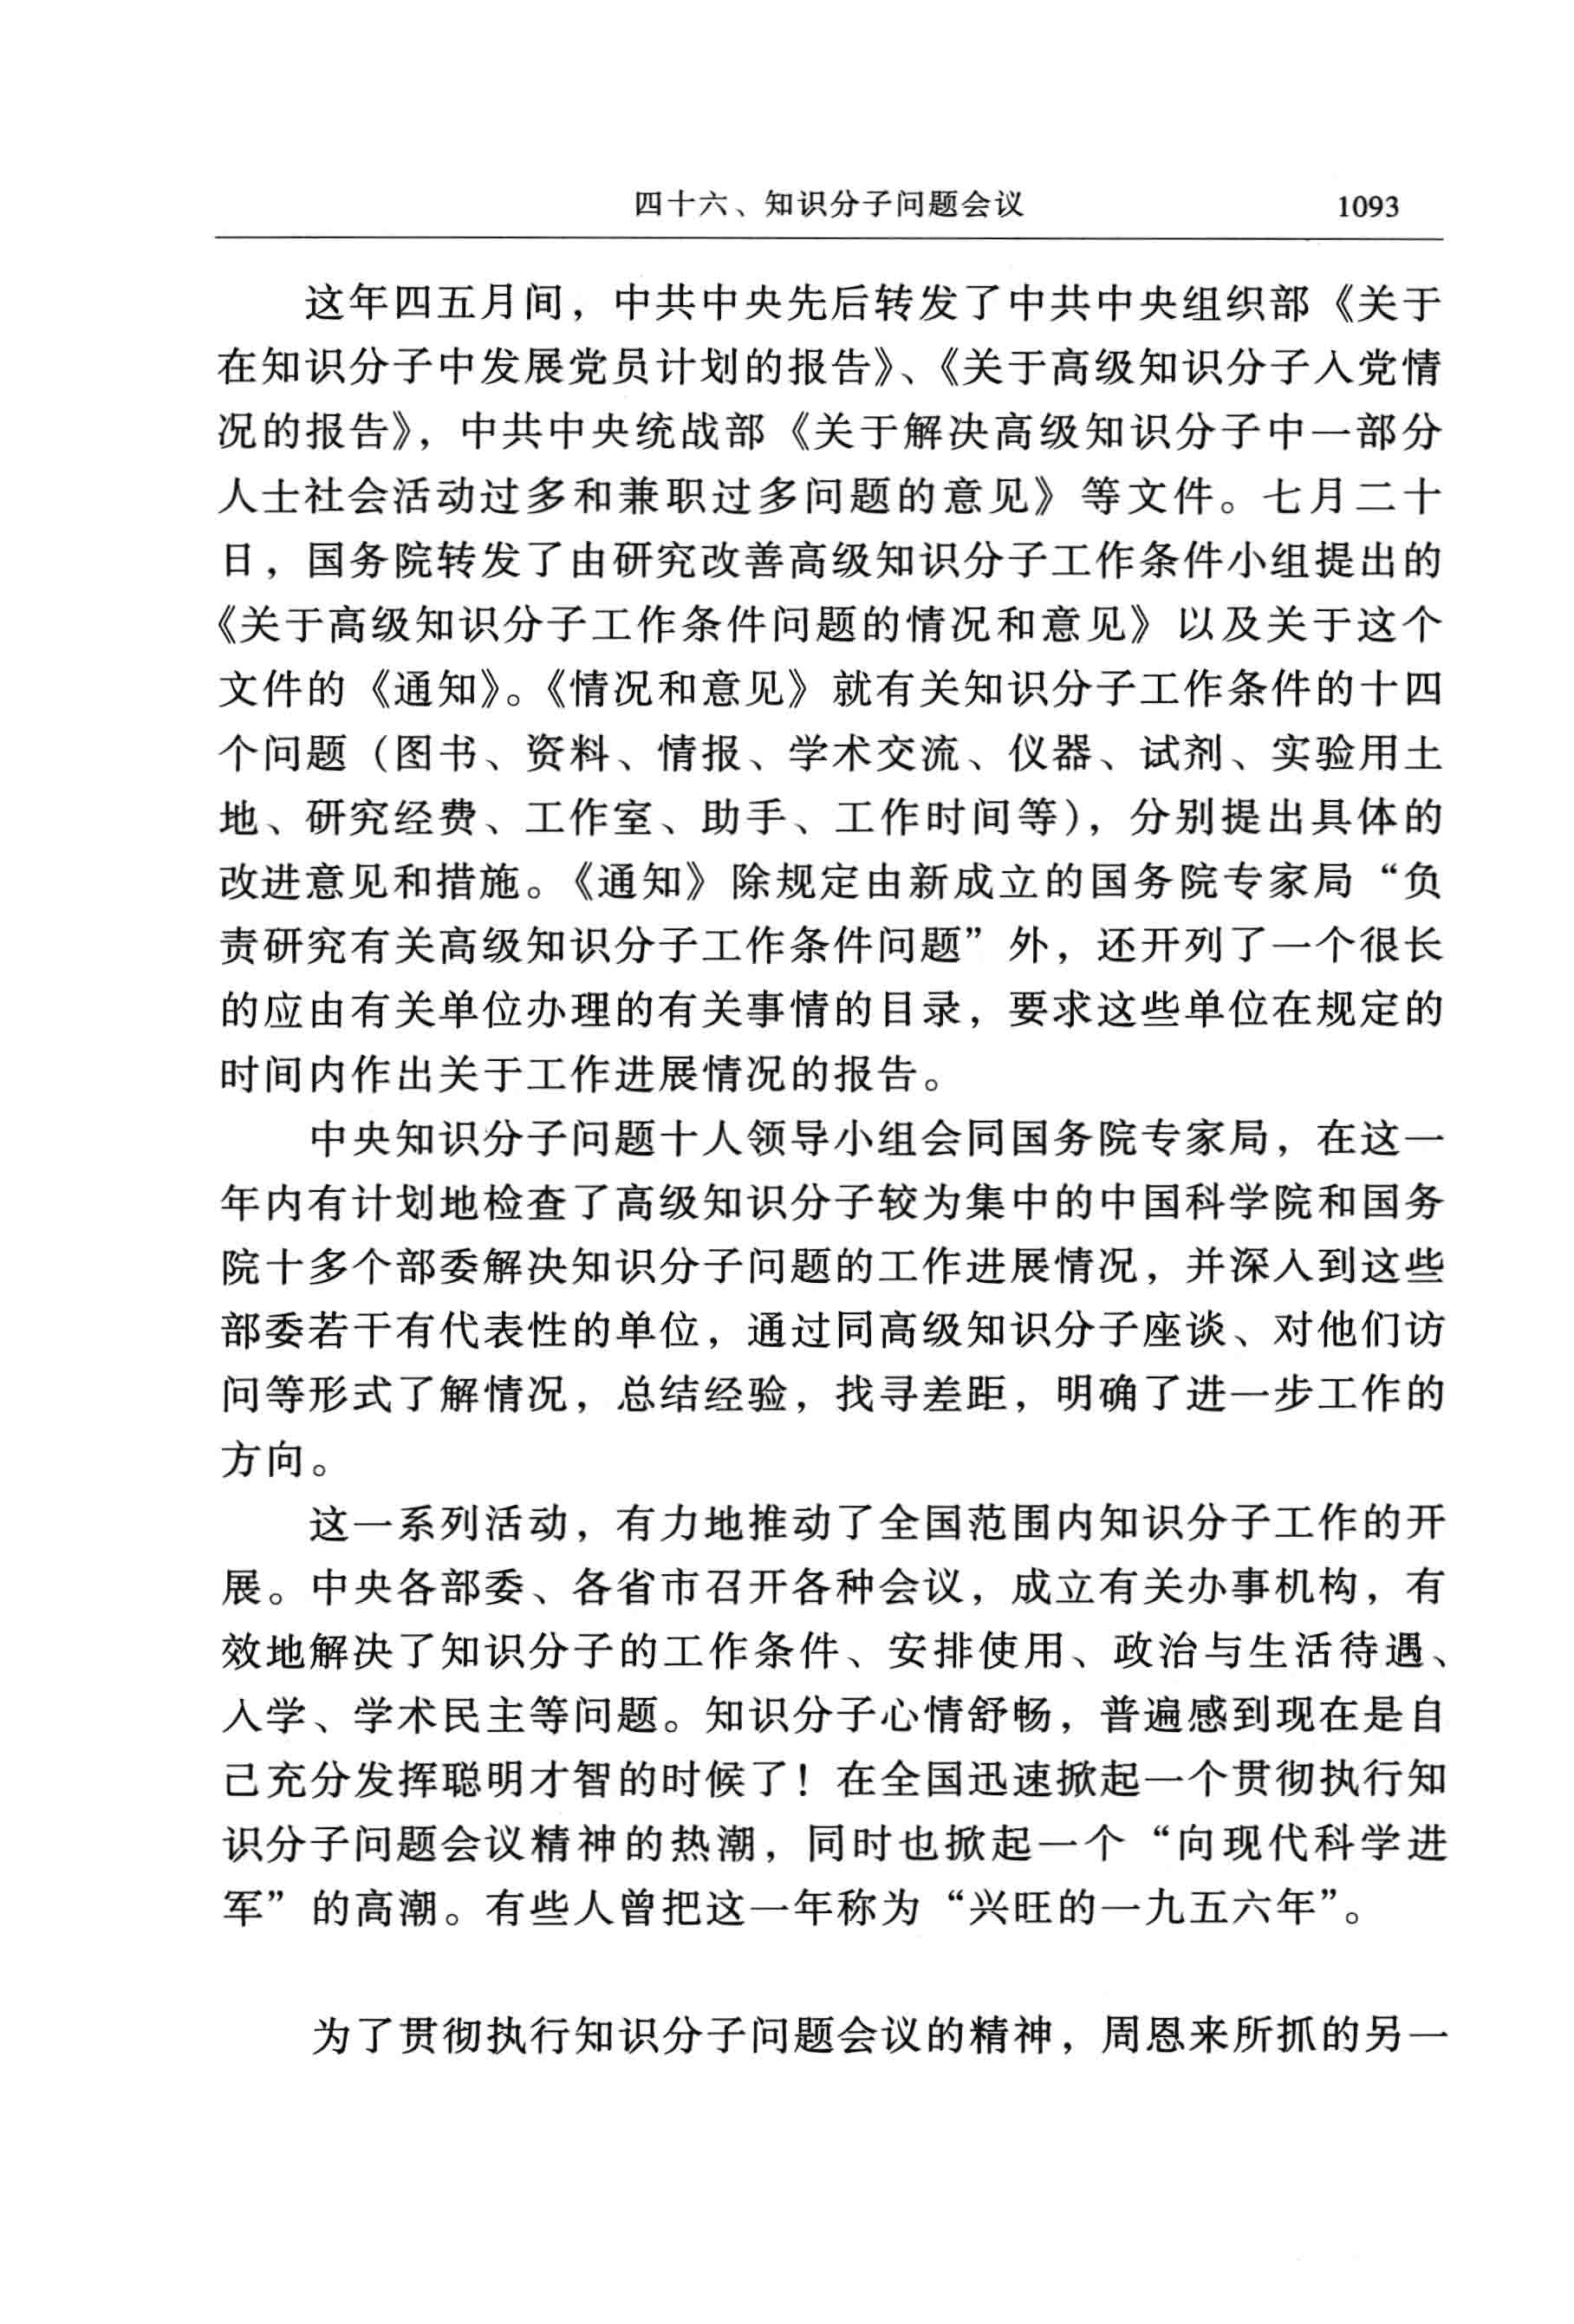 四十六、知识分子问题会议 1093
这年四五月间，中共中央先后转发了中共中央组织部《关于
在知识分子中发展党员计划的报告》、《关于高级知识分子入党情
况的报告》，中共中央统战部《关于解决高级知识分子中一部分
人士社会活动过多和兼职过多问题的意见》等文件。七月二十
日，国务院转发了由研究改善高级知识分子工作条件小组提出的
《关于高级知识分子工作条件问题的情况和意见》以及关于这个
文件的《通知》。《情况和意见》就有关知识分子工作条件的十四
个问题（图书、资料、情报、学术交流、仪器、试剂、实验用土
地、研究经费、工作室、助手、工作时间等），分别提出具体的
改进意见和措施。《通知》除规定由新成立的国务院专家局“负
责研究有关高级知识分子工作条件问题”外，还开列了一个很长
的应由有关单位办理的有关事情的目录，要求这些单位在规定的
时间内作出关于工作进展情况的报告。
中央知识分子问题十人领导小组会同国务院专家局，在这一
年内有计划地检查了高级知识分子较为集中的中国科学院和国务
院十多个部委解决知识分子问题的工作进展情况，并深入到这些
部委若干有代表性的单位，通过同高级知识分子座谈、对他们访
问等形式了解情况，总结经验，找寻差距，明确了进一步工作的
方向。
这一系列活动，有力地推动了全国范围内知识分子工作的开
展。中央各部委、各省市召开各种会议，成立有关办事机构，有
效地解决了知识分子的工作条件、安排使用、政治与生活待遇、
入学、学术民主等问题。知识分子心情舒畅，普遍感到现在是自
己充分发挥聪明才智的时候了！在全国迅速掀起一个贯彻执行知
识分子问题会议精神的热潮，同时也掀起一个“向现代科学进
军”的高潮。有些人曾把这一年称为“兴旺的一九五六年”。
为了贯彻执行知识分子问题会议的精神，周恩来所抓的另一